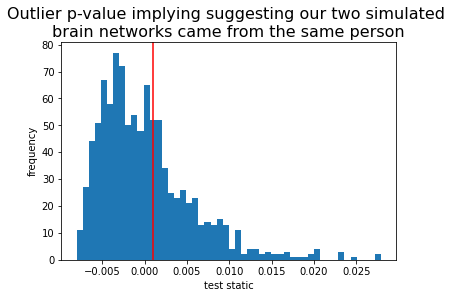 Outlier p-value implying suggesting our two simulated
brain networks came from the same person
80
70
60
50
40
30
20
10
0
frequency
−0.005 0.000 0.005 0.010 0.015 0.020 0.025
test static